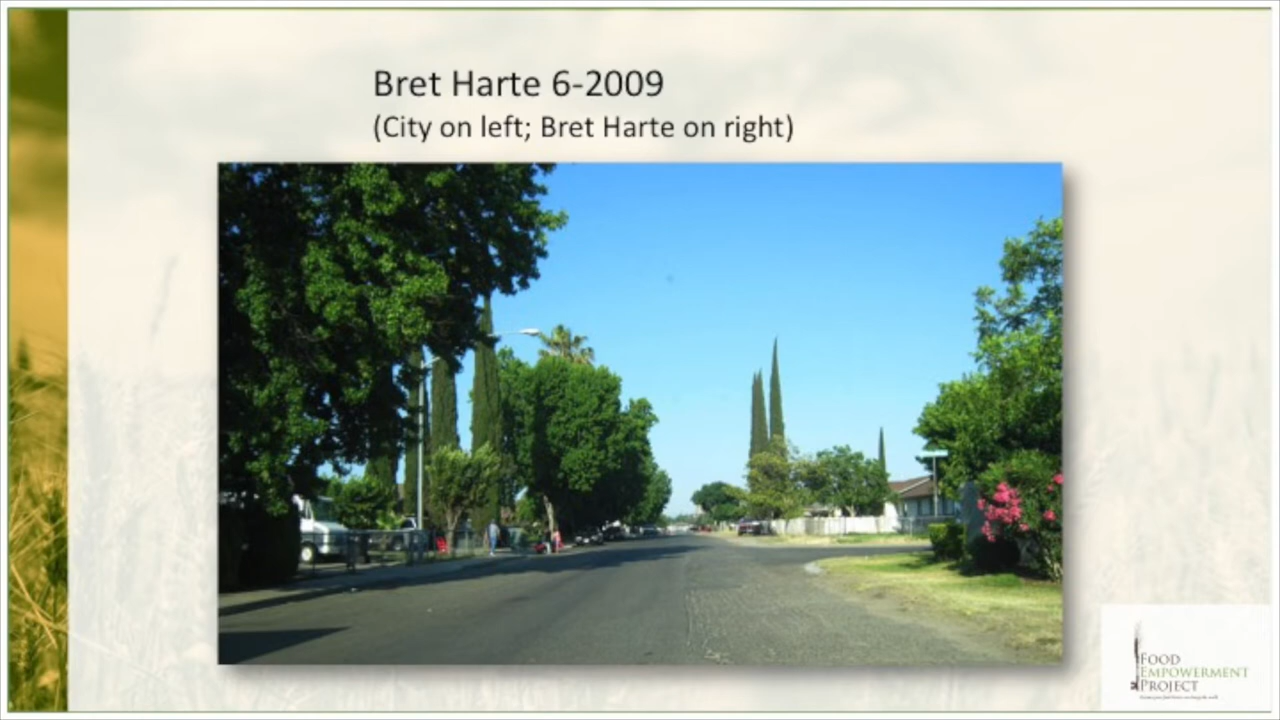 Bret Harte 6-2009
(City on left; Bret Harte on right)
FOOD
EMPOWERMENT
PROJECT